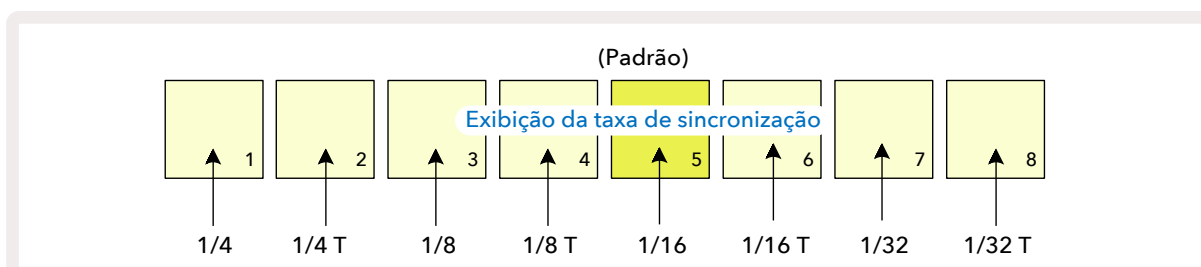 (Padrão)
Exibição da taxa de sincronização
1 2 3 4 5 6 7 8
1/4 1/4 T 1/8 1/8 T 1/16 1/16 T 1/32 1/32 T